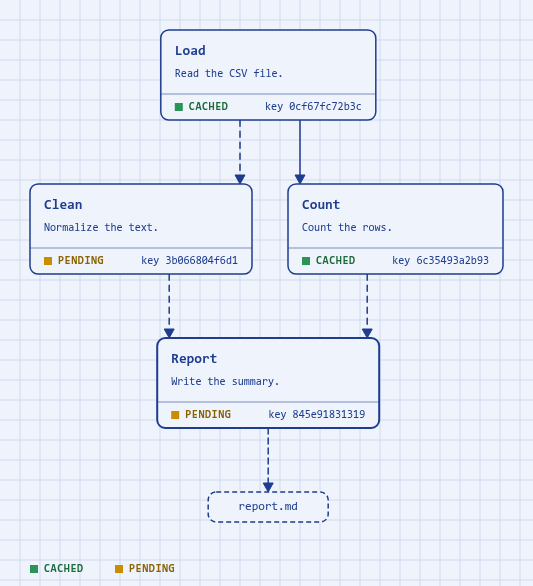 Load
Read the CSV file.
CACHED key 0cf67fc72b3c
Clean
Normalize the text.
PENDING key 3b066804f6d1
Count
Count the rows.
CACHED key 6c35493a2b93
Report
Write the summary.
PENDING key 845e91831319
report.md
CACHED PENDING